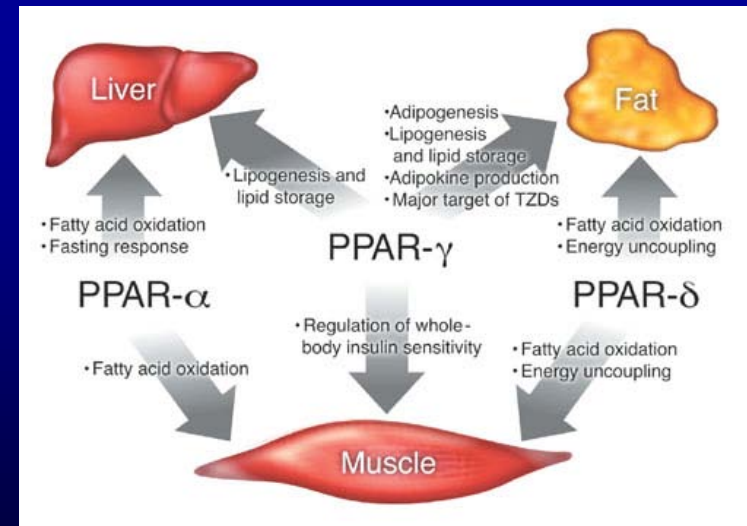 Liver
Fat
•Adipogenesis
•Lipogenesis
and lipid storage
•Adipokine production
•Major target of TZDs
•Lipogenesis and
lipid storage
•Fatty acid oxidation
•Fasting response
•Fatty acid oxidation
•Energy uncoupling
PPAR-γ
PPAR-α
PPAR-δ
•Regulation of whole-
body insulin sensitivity
•Fatty acid oxidation
•Fatty acid oxidation
•Energy uncoupling
Muscle